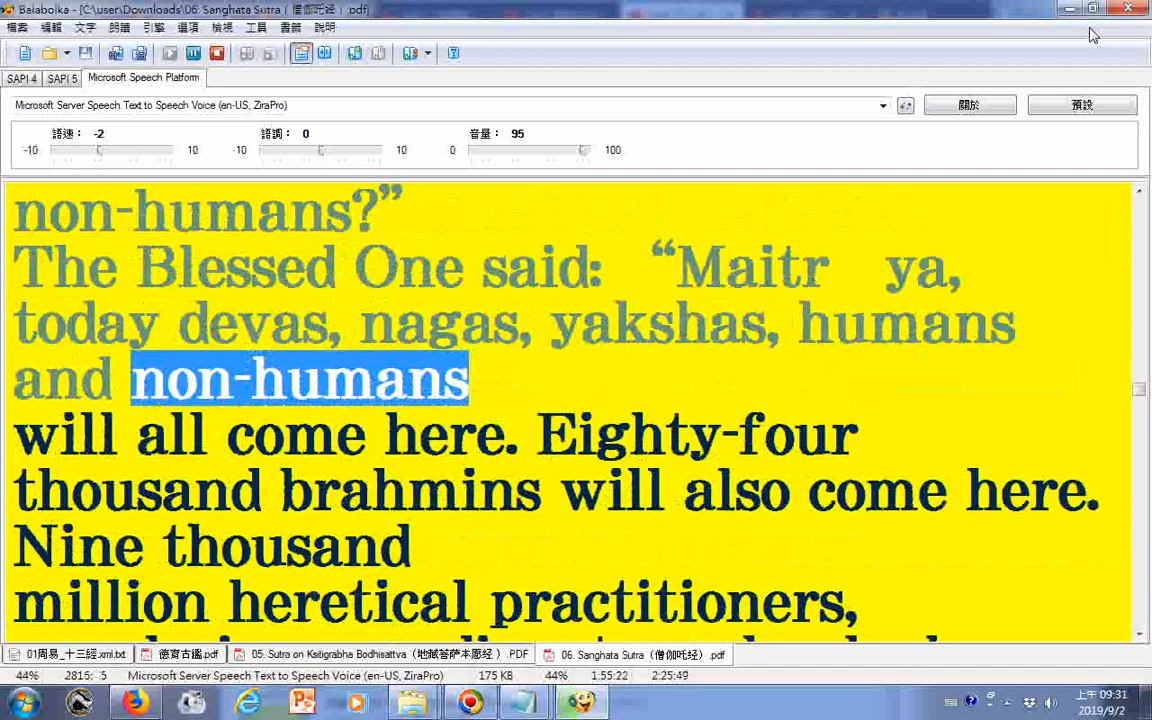 Balabolka - [C:\user\Downloads\06. Sanghata Sutra（僧伽吒经）.pdf]
檔案 編輯 文字 朗讀 引擎 選項 檢視 工具 書籤 說明
SAPI 4 SAPI 5 Microsoft Speech Platform
Microsoft Server Speech Text to Speech Voice (en-US, ZiraPro) 關於 預設
語速： -2 語調： 0 音量： 95
-10 10 -10 10 0 100
non-humans?”
The Blessed One said: “Maitr ya,
today devas, nagas, yakshas, humans
and non-humans
will all come here. Eighty-four
thousand brahmins will also come here.
Nine thousand
million heretical practitioners,
01周易_十三經.xml.txt 德育古鑑.pdf 05. Sutra on Ksitigrabha Bodhisattva（地藏菩萨本愿经）.PDF 06. Sanghata Sutra（僧伽吒经）.pdf
44% 2815: 5 Microsoft Server Speech Text to Speech Voice (en-US, ZiraPro) 175 KB 44% 1:55:22 2:25:49
上午 09:31
2019/9/2